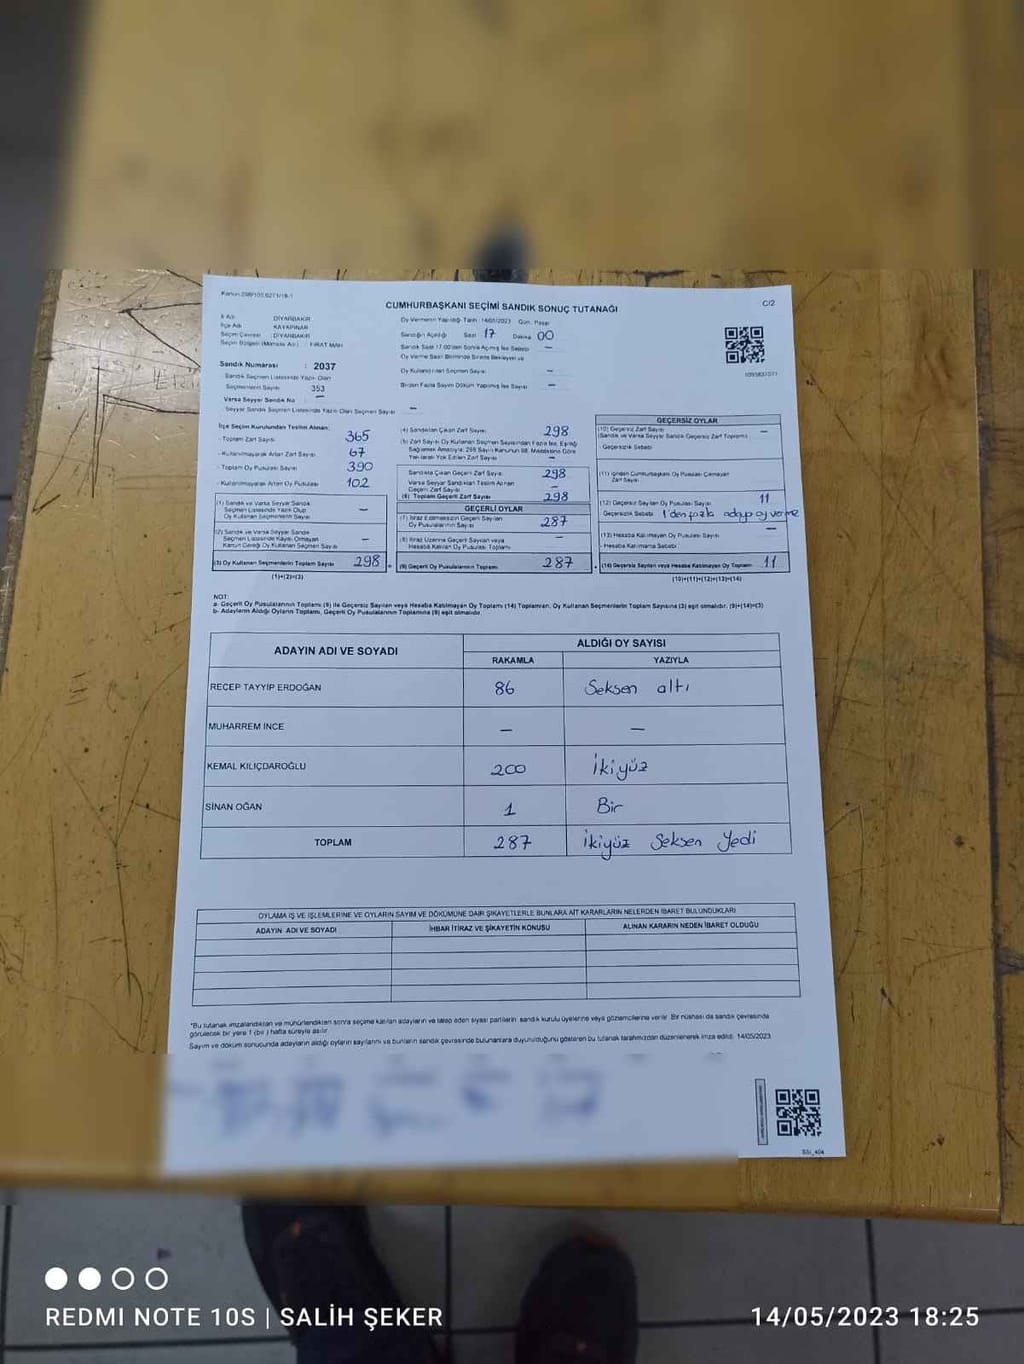 Kanun:298/105,6271/19-1
CUMHURBAŞKANI SEÇİMİ SANDIK SONUÇ TUTANAĞI
C/2
İl Adı DİYARBAKIR
İlçe Adı KAYAPINAR
Seçim Çevresi DİYARBAKIR
Seçim Bölgesi (Mahalle Adı) FIRAT MAH
Sandık Numarası : 2037
Sandık Seçmen Listesinde Yazılı Olan
Seçmenlerin Sayısı 353
Varsa Seyyar Sandık No —
Seyyar Sandık Seçmen Listesinde Yazılı Olan Seçmen Sayısı —
Oy Vermenin Yapıldığı Tarih 14/05/2023 Gün: Pazar
Sandığın Açıldığı Saat 17 Dakika 00
Sandık Saat 17.00'den Sonra Açılmış İse Sebebi —
Oy Verme Saati Bitiminde Sırada Bekleyen ve
Oy Kullandırılan Seçmen Sayısı —
Birden Fazla Sayım Döküm Yapılmış İse Sayısı —
İlçe Seçim Kurulundan Teslim Alınan;
- Toplam Zarf Sayısı 365
- Kullanılmayarak Artan Zarf Sayısı 67
- Toplam Oy Pusulası Sayısı 390
- Kullanılmayarak Artan Oy Pusulası 102
(1) Sandık ve Varsa Seyyar Sandık
Seçmen Listesinde Yazılı Olup
Oy Kullanan Seçmenlerin Sayısı —
(2) Sandık ve Varsa Seyyar Sandık
Seçmen Listesinde Kaydı Olmayan
Kanun Gereği Oy Kullanan Seçmen Sayısı —
(3) Oy Kullanan Seçmenlerin Toplam Sayısı 298
(1)+(2)=(3)
(4) Sandıktan Çıkan Zarf Sayısı 298
(5) Zarf Sayısı Oy Kullanan Seçmen Sayısından Fazla İse, Eşitliği
Sağlamak Amacıyla; 298 Sayılı Kanunun 98. Maddesine Göre
Yakılarak Yok Edilen Zarf Sayısı —
Sandıkta Çıkan Geçerli Zarf Sayısı 298
Varsa Seyyar Sandıktan Teslim Alınan
Geçerli Zarf Sayısı —
(6) Toplam Geçerli Zarf Sayısı 298
GEÇERLİ OYLAR
(7) İtiraz Edilmeksizin Geçerli Sayılan
Oy Pusulalarının Sayısı 287
(8) İtiraz Üzerine Geçerli Sayılan veya
Hesaba Katılan Oy Pusulası Toplamı —
(9) Geçerli Oy Pusulalarının Toplamı 287
GEÇERSİZ OYLAR
(10) Geçersiz Zarf Sayısı —
(Sandık ve Varsa Seyyar Sandık Geçersiz Zarf Toplamı)
- Geçersizlik Sebebi
(11) İçinden Cumhurbaşkanı Oy Pusulası Çıkmayan
Zarf Sayısı
(12) Geçersiz Sayılan Oy Pusulası Sayısı 11
Geçersizlik Sebebi 1'den fazla adaya oy verme
(13) Hesaba Katılmayan Oy Pusulası Sayısı —
- Hesaba Katılmama Sebebi
(14) Geçersiz Sayılan veya Hesaba Katılmayan Oy Toplamı 11
(10)+(11)+(12)+(13)=(14)
NOT:
a- Geçerli Oy Pusulalarının Toplamı (9) ile Geçersiz Sayılan veya Hesaba Katılmayan Oy Toplamı (14) Toplamları, Oy Kullanan Seçmenlerin Toplam Sayısına (3) eşit olmalıdır. (9)+(14)=(3)
b- Adayların Aldığı Oyların Toplamı, Geçerli Oy Pusulalarının Toplamına (9) eşit olmalıdır.
ADAYIN ADI VE SOYADI
ALDIĞI OY SAYISI
RAKAMLA YAZIYLA
RECEP TAYYİP ERDOĞAN 86 Seksen altı
MUHARREM İNCE — —
KEMAL KILIÇDAROĞLU 200 İkiyüz
SİNAN OĞAN 1 Bir
TOPLAM 287 İkiyüz Seksen Yedi
OYLAMA İŞ VE İŞLEMLERİNE VE OYLARIN SAYIM VE DÖKÜMÜNE DAİR ŞİKAYETLERLE BUNLARA AİT KARARLARIN NELERDEN İBARET BULUNDUKLARI
ADAYIN ADI VE SOYADI İHBAR İTİRAZ VE ŞİKAYETİN KONUSU ALINAN KARARIN NEDEN İBARET OLDUĞU
*Bu tutanak imzalandıktan ve mühürlendikten sonra seçime katılan adayların ve talep eden siyasi partilerin sandık kurulu üyelerine veya gözlemcilerine verilir. Bir nüshası da sandık çevresinde
görülecek bir yere 1 (bir) hafta süreyle asılır.
Sayım ve döküm sonucunda adayların aldığı oyların sayılarını ve bunların sandık çevresinde bulunanlara duyurulduğunu gösteren bu tutanak tarafımızdan düzenlenerek imza edildi. 14/05/2023
REDMI NOTE 10S | SALİH ŞEKER
14/05/2023 18:25